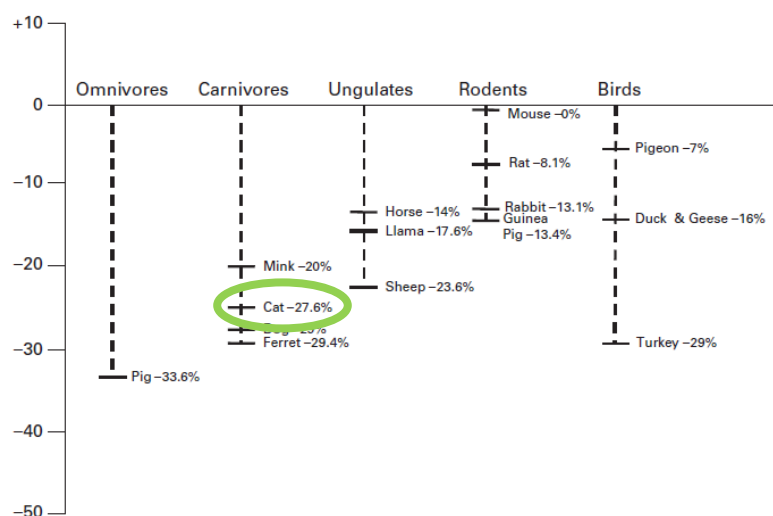 +10
Omnivores Carnivores Ungulates Rodents Birds
0
Mouse –0%
Pigeon –7%
Rat –8.1%
–10
Rabbit –13.1%
Horse –14%
Guinea
Duck & Geese –16%
Llama –17.6%
Pig –13.4%
–20
Mink –20%
Sheep –23.6%
Cat –27.6%
Ferret –29.4%
Turkey –29%
–30
Pig –33.6%
–40
–50